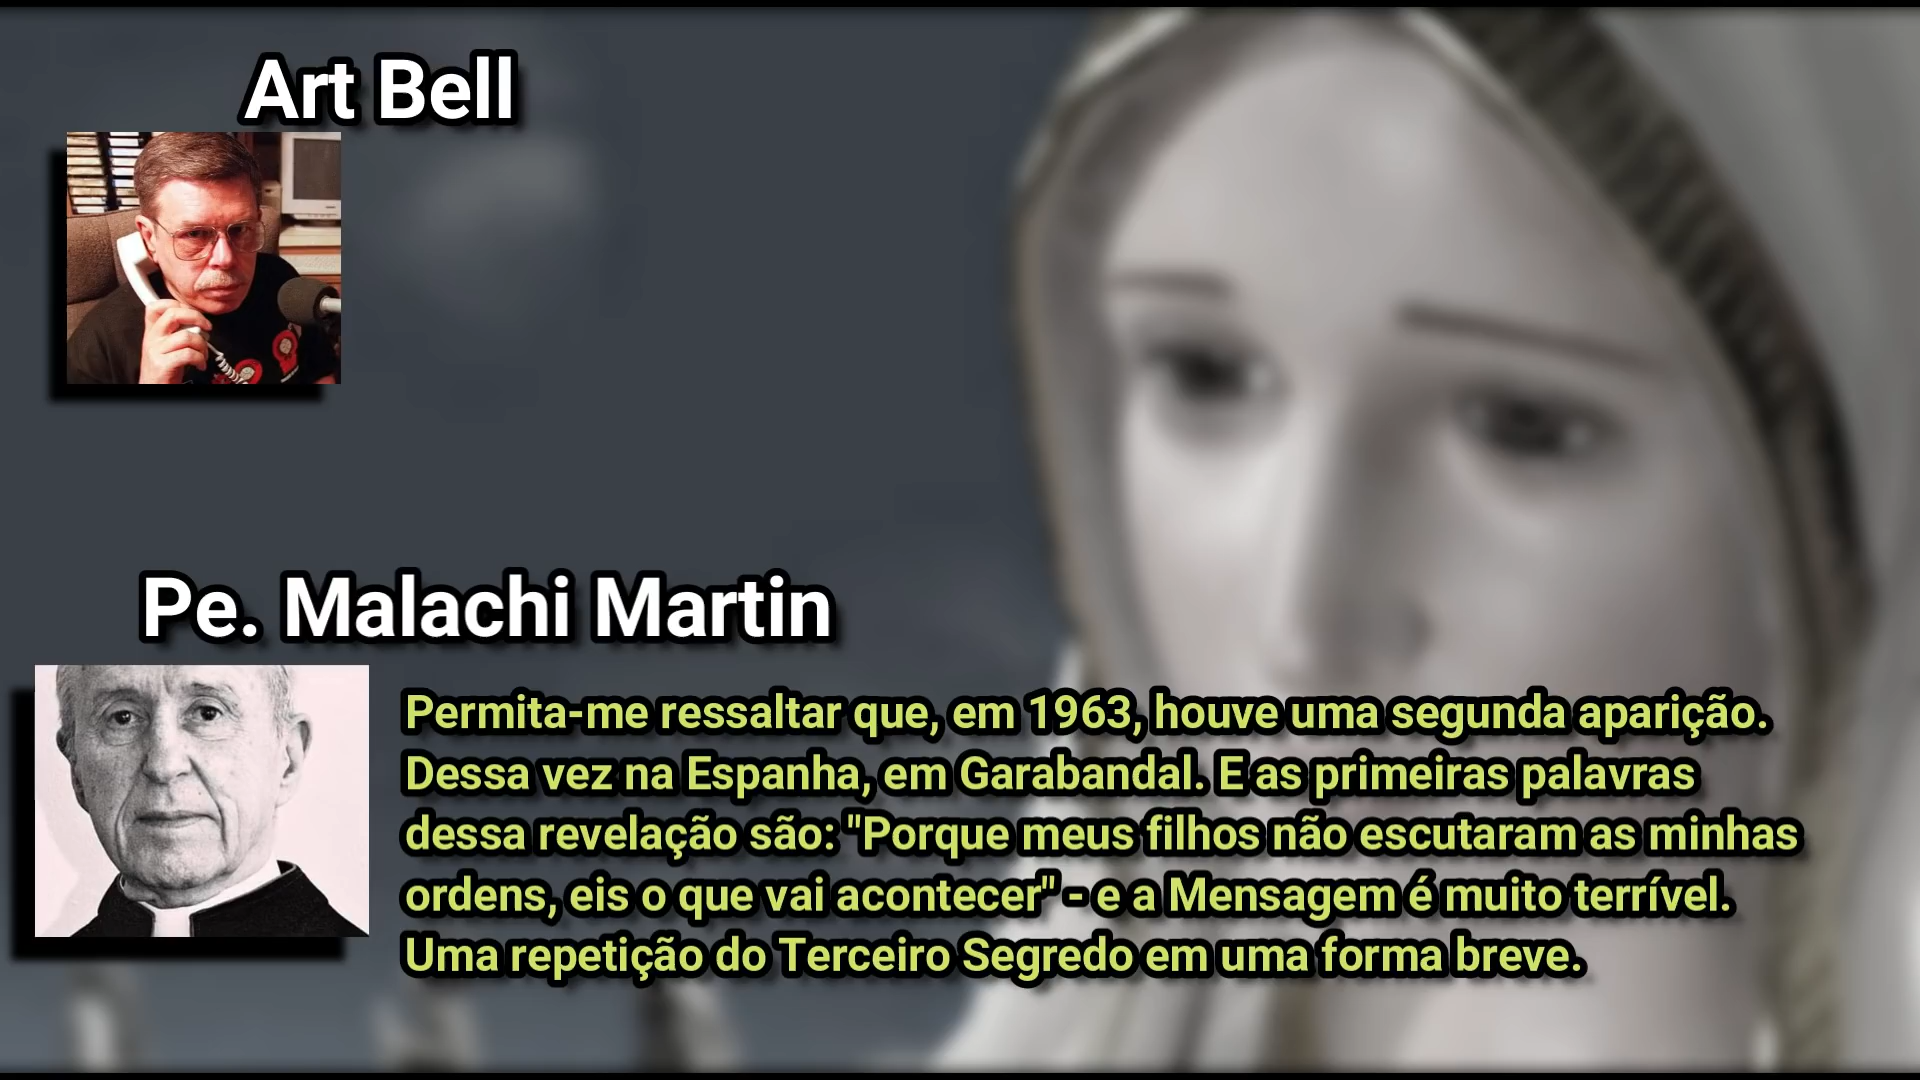 Art Bell
Pe. Malachi Martin
Permita-me ressaltar que, em 1963, houve uma segunda aparição.
Dessa vez na Espanha, em Garabandal. E as primeiras palavras
dessa revelação são: "Porque meus filhos não escutaram as minhas
ordens, eis o que vai acontecer" - e a Mensagem é muito terrível.
Uma repetição do Terceiro Segredo em uma forma breve.